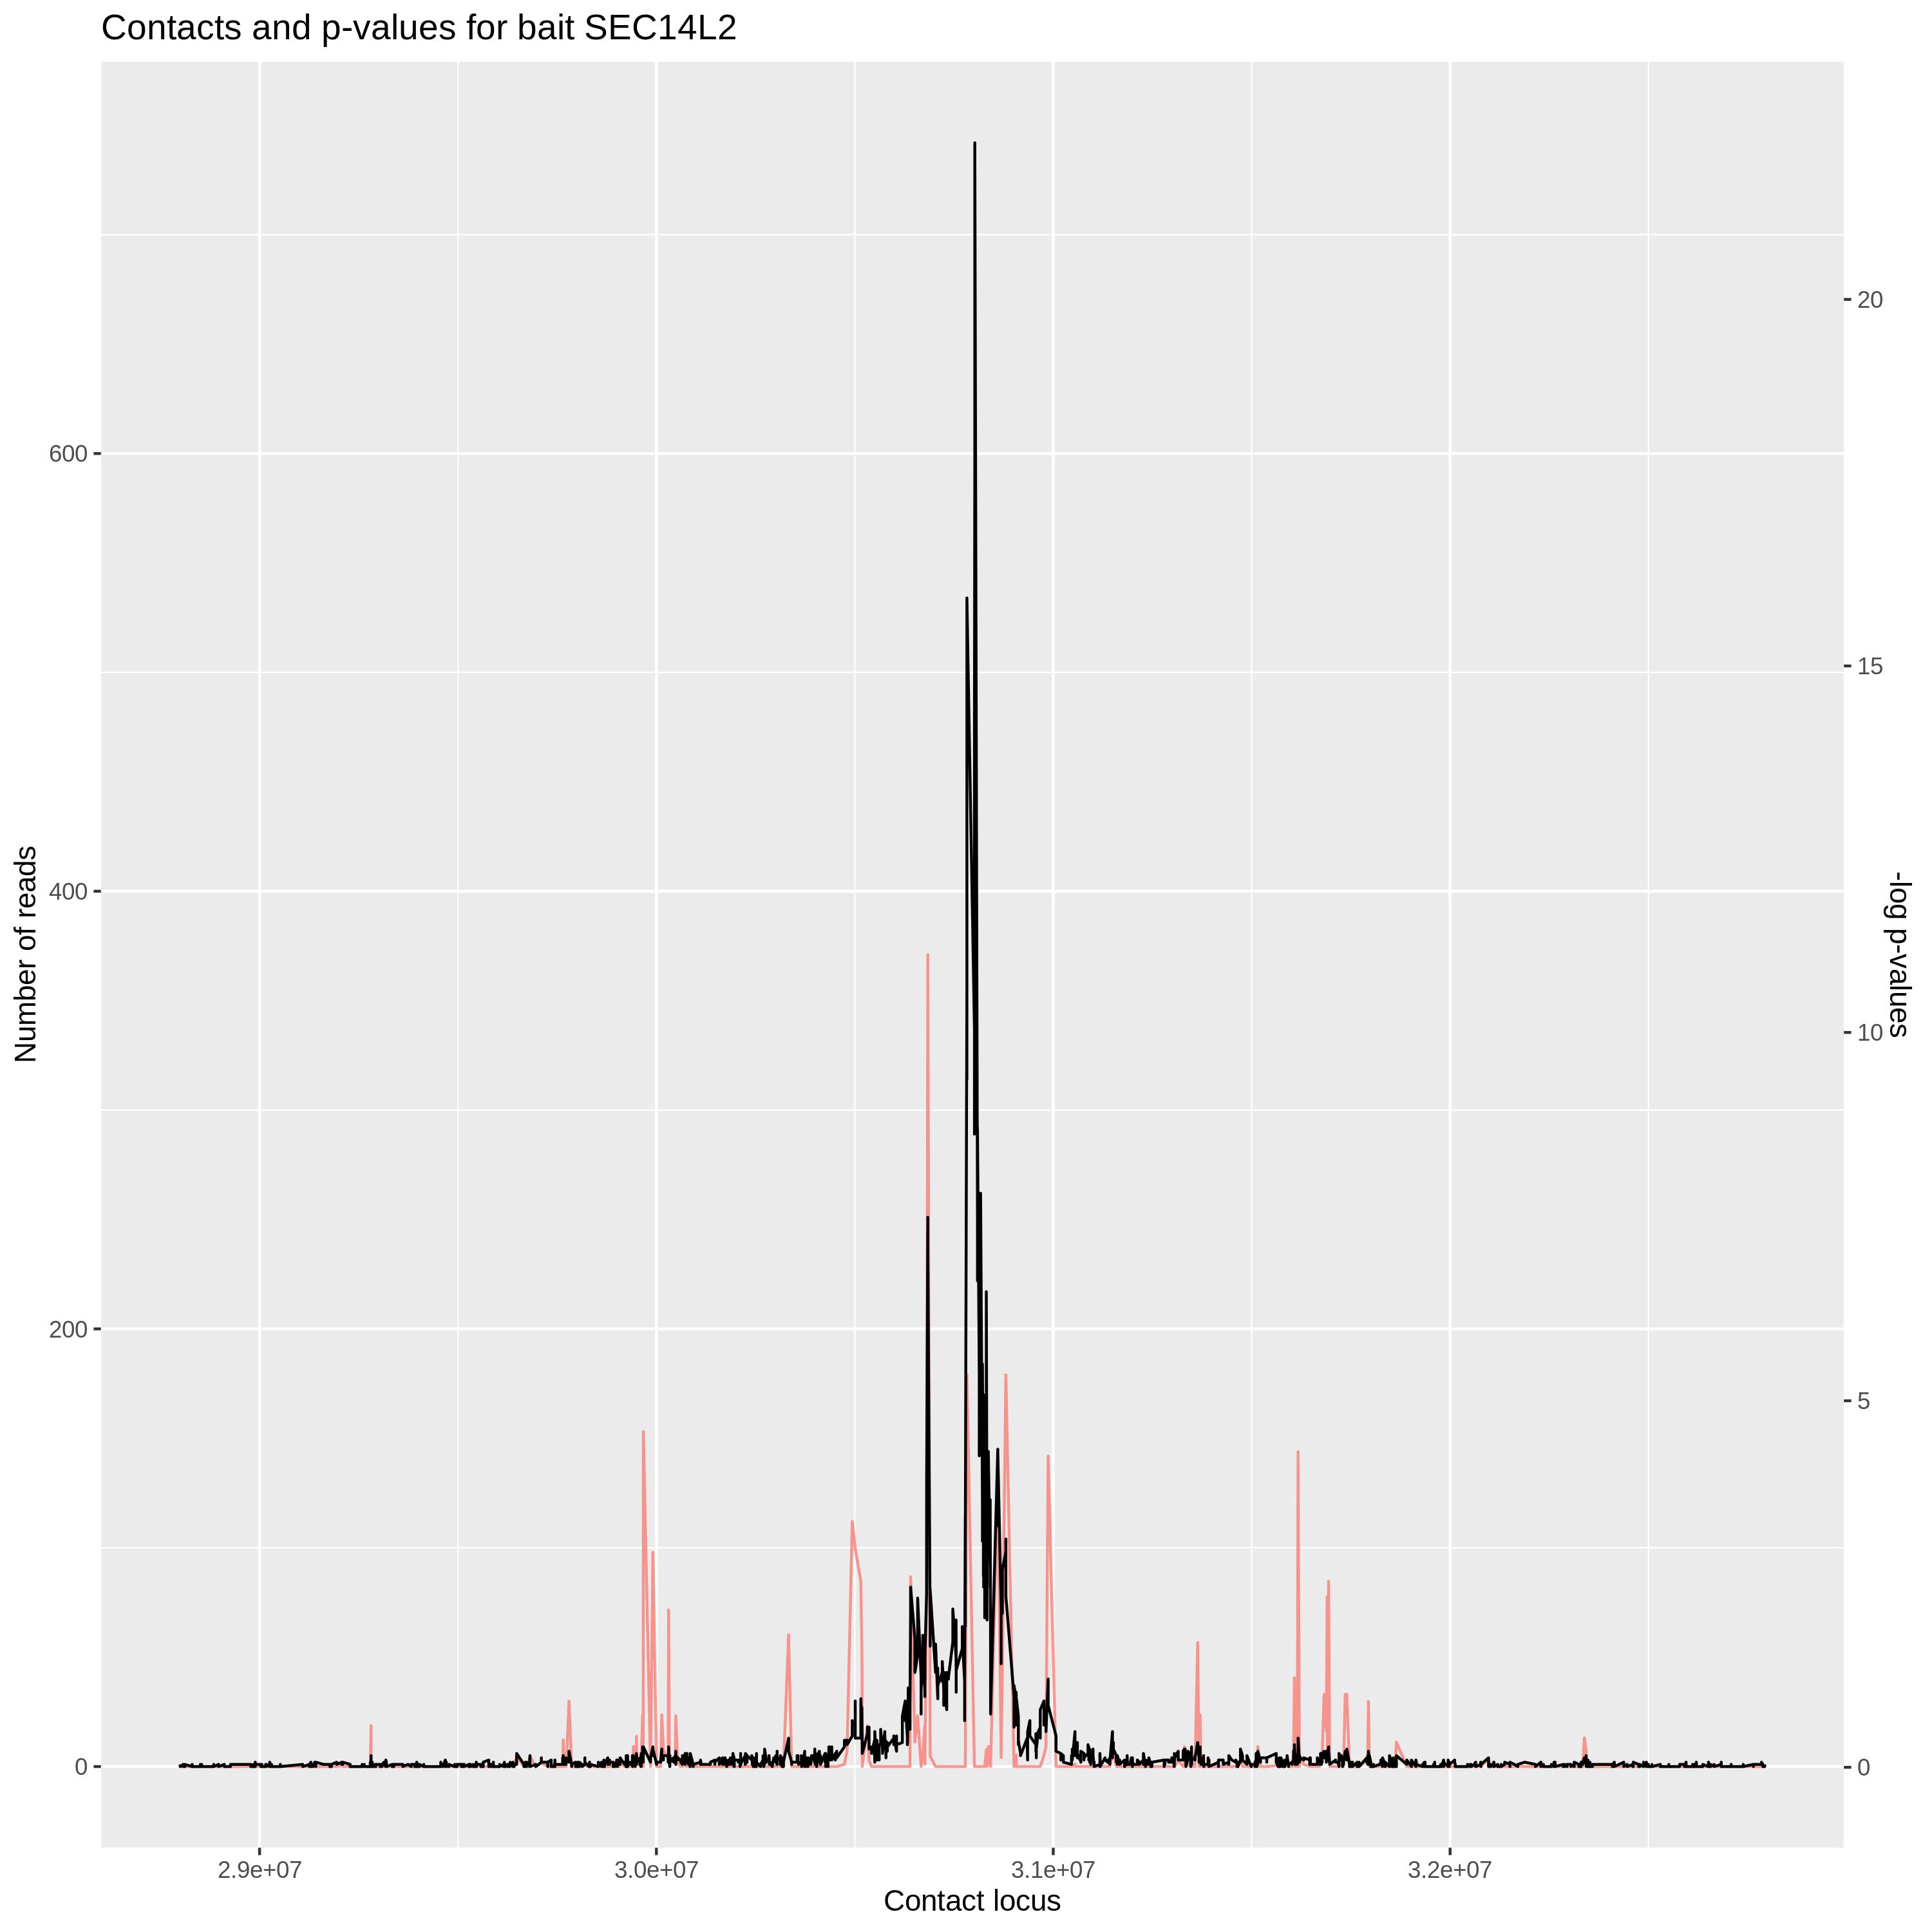 Contacts and p-values for bait SEC14L2
Number of reads
600
400
200
0
20
15
10
5
0
-log p-values
2.9e+07 3.0e+07 3.1e+07 3.2e+07
Contact locus